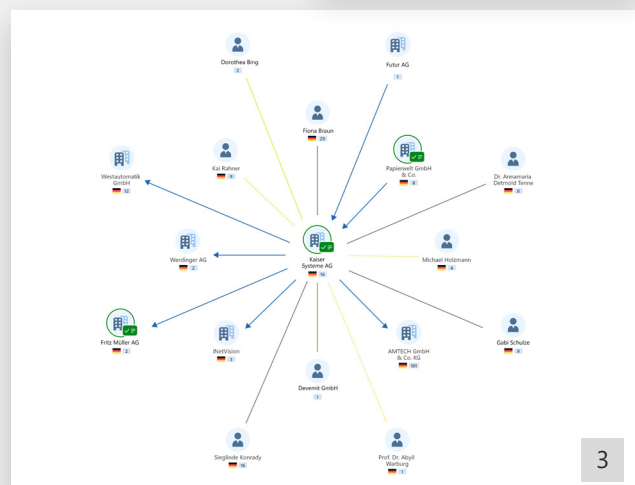 Dorothea Bing
2
Futur AG
1
Fiona Braun
29
Kai Rahner
9
Papierwelt GmbH
& Co.
8
Westautomatik
GmbH
12
Dr. Annamaria
Detmold Tenne
0
Werdinger AG
2
Kaiser
Systeme AG
16
Michael Holzmann
4
Fritz Müller AG
2
INetVision
3
AMTECH GmbH
& Co. KG
101
Gabi Schulze
0
Devemit GmbH
1
Sieglinde Konrady
16
Prof. Dr. Abyil
Warburg
1
3